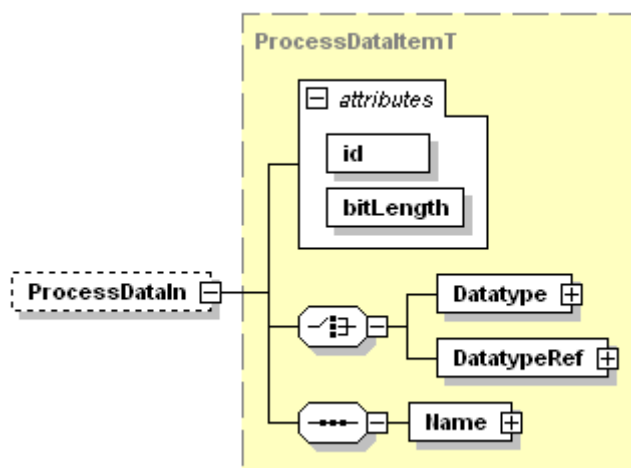 ProcessDataItemT
attributes
id
bitLength
ProcessDataIn
Datatype
DatatypeRef
Name